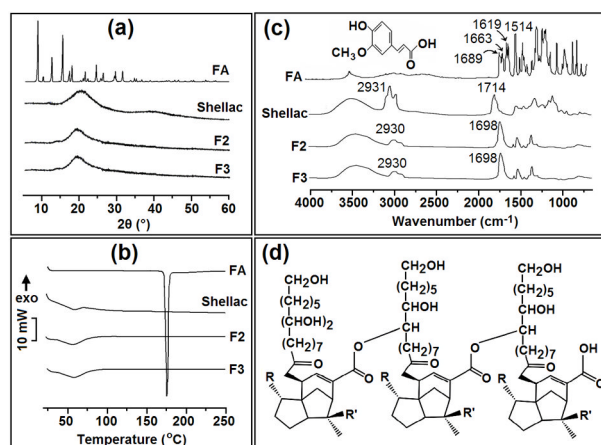 (a)
FA
Shellac
F2
F3
10 20 30 40 50 60
2θ (°)
(b)
FA
exo
Shellac
10 mW
F2
F3
50 100 150 200 250
Temperature (°C)
(c)
HO
O
OH
H₃CO
1619 1514
1663
1689
FA
2931
1714
Shellac
2930
1698
F2
2930
1698
F3
4000 3500 3000 2500 2000 1500 1000
Wavenumber (cm⁻¹)
(d)
CH₂OH
(CH₂)₅
(CHOH)₂
(CH₂)₇
O
R
R'
O
O
CH₂OH
(CH₂)₅
CHOH
CH
(CH₂)₇
O
R
R'
O
O
CH₂OH
(CH₂)₅
CHOH
CH
(CH₂)₇
O
R
R'
OH
O